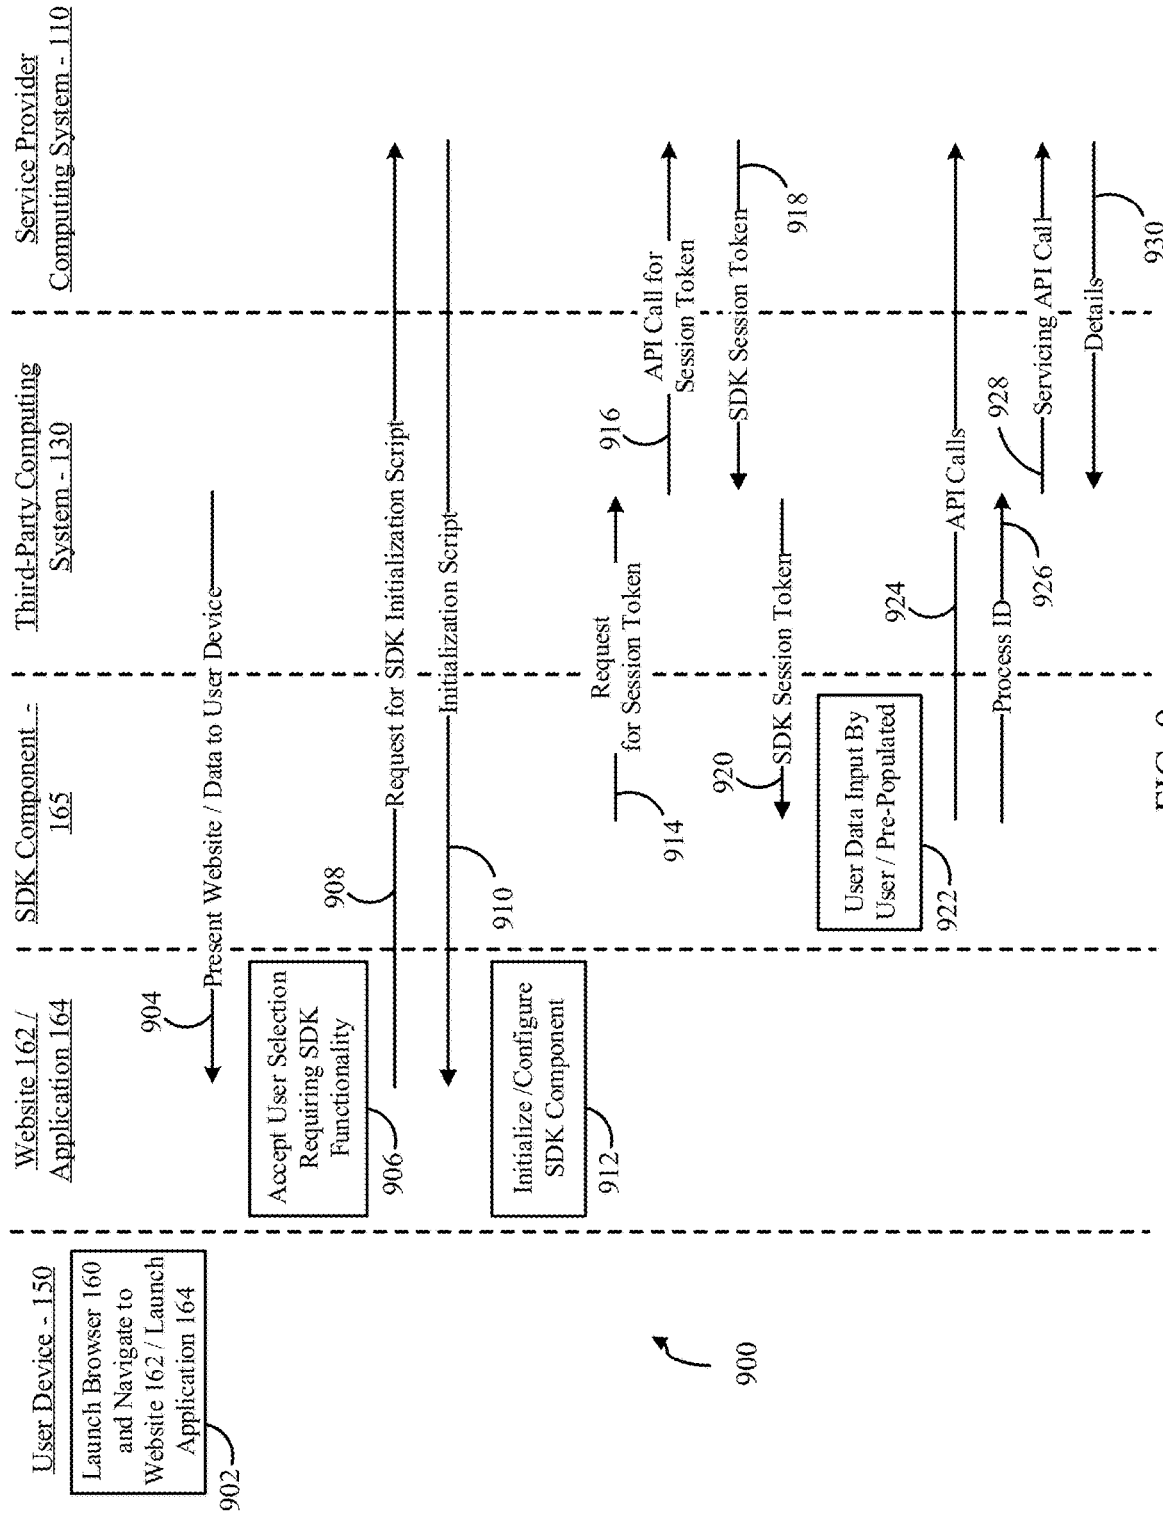 User Device - 150
Website 162 /
Application 164
SDK Component -
165
Third-Party Computing
System - 130
Service Provider
Computing System - 110
Launch Browser 160
and Navigate to
Website 162 / Launch
Application 164
902
904
Present Website / Data to User Device
Accept User Selection
Requiring SDK
Functionality
906
908
Request for SDK Initialization Script
Initialization Script
910
Initialize /Configure
SDK Component
912
Request
for Session Token
914
916
API Call for
Session Token
SDK Session Token
918
920
SDK Session Token
User Data Input By
User / Pre-Populated
922
924
API Calls
Process ID
926
928
Servicing API Call
Details
930
900